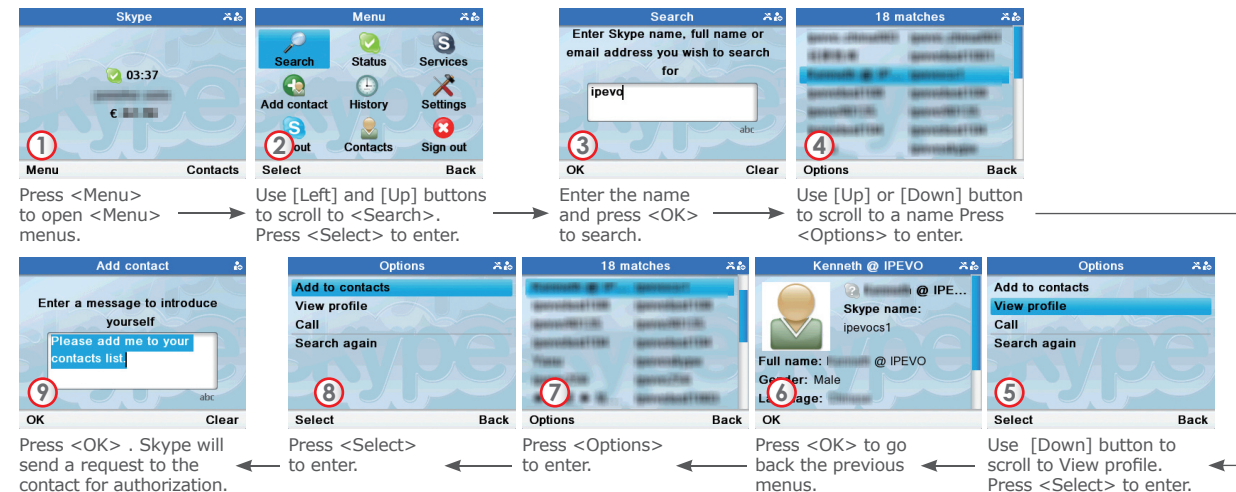 Skype
03:37
€
1
Menu Contacts
Press <Menu>
to open <Menu>
menus.
Menu
Search Status Services
Add contact History Settings
out Contacts Sign out
2
Select Back
Use [Left] and [Up] buttons
to scroll to <Search>.
Press <Select> to enter.
Search
Enter Skype name, full name or
email address you wish to search
for
ipevo
abc
3
OK Clear
Enter the name
and press <OK>
to search.
18 matches
4
Options Back
Use [Up] or [Down] button
to scroll to a name Press
<Options> to enter.
Options
Add to contacts
View profile
Call
Search again
5
Select Back
Use [Down] button to
scroll to View profile.
Press <Select> to enter.
Kenneth @ IPEVO
@ IPE...
Skype name:
ipevocs1
Full name: @ IPEVO
Gender: Male
Language:
6
OK
Press <OK> to go
back the previous
menus.
18 matches
7
Options Back
Press <Options>
to enter.
Options
Add to contacts
View profile
Call
Search again
8
Select Back
Press <Select>
to enter.
Add contact
Enter a message to introduce
yourself
Please add me to your
contacts list.
abc
9
OK Clear
Press <OK> . Skype will
send a request to the
contact for authorization.